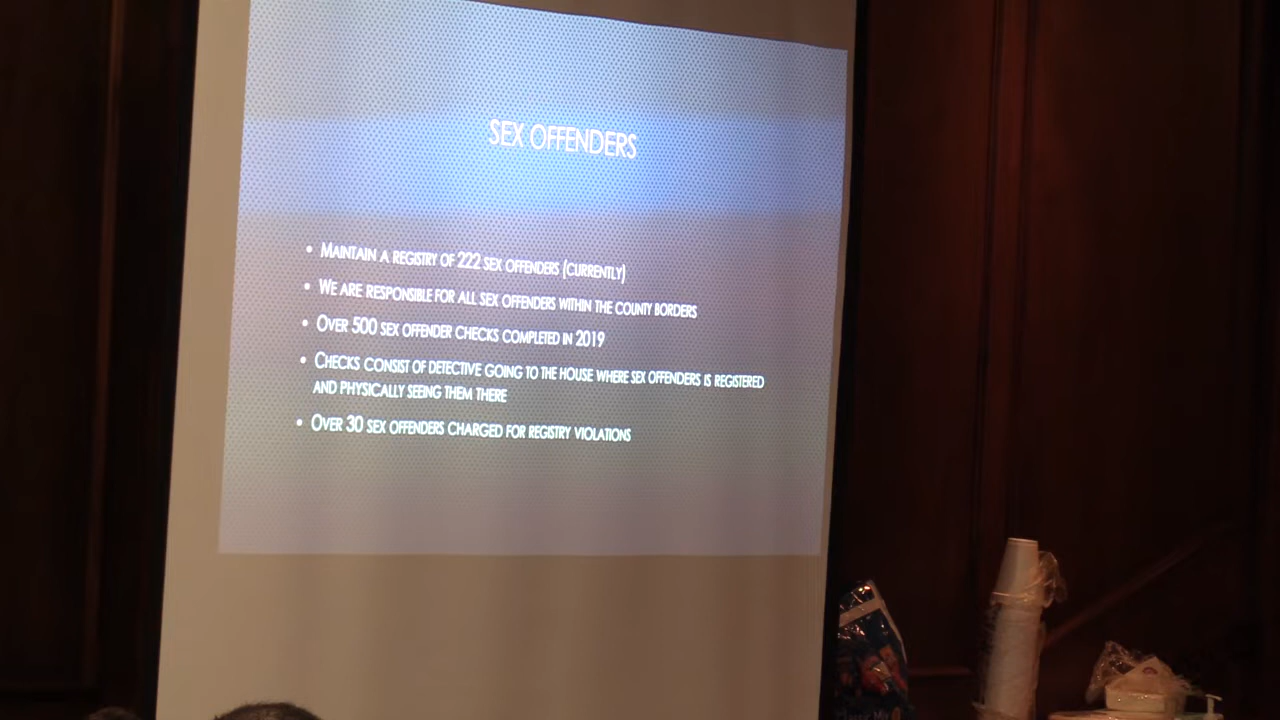 SEX OFFENDERS
• MAINTAIN A REGISTRY OF 222 SEX OFFENDERS (CURRENTLY)
• WE ARE RESPONSIBLE FOR ALL SEX OFFENDERS WITHIN THE COUNTY BORDERS
• OVER 500 SEX OFFENDER CHECKS COMPLETED IN 2019
• CHECKS CONSIST OF DETECTIVE GOING TO THE HOUSE WHERE SEX OFFENDERS IS REGISTERED
AND PHYSICALLY SEEING THEM THERE
• OVER 30 SEX OFFENDERS CHARGED FOR REGISTRY VIOLATIONS